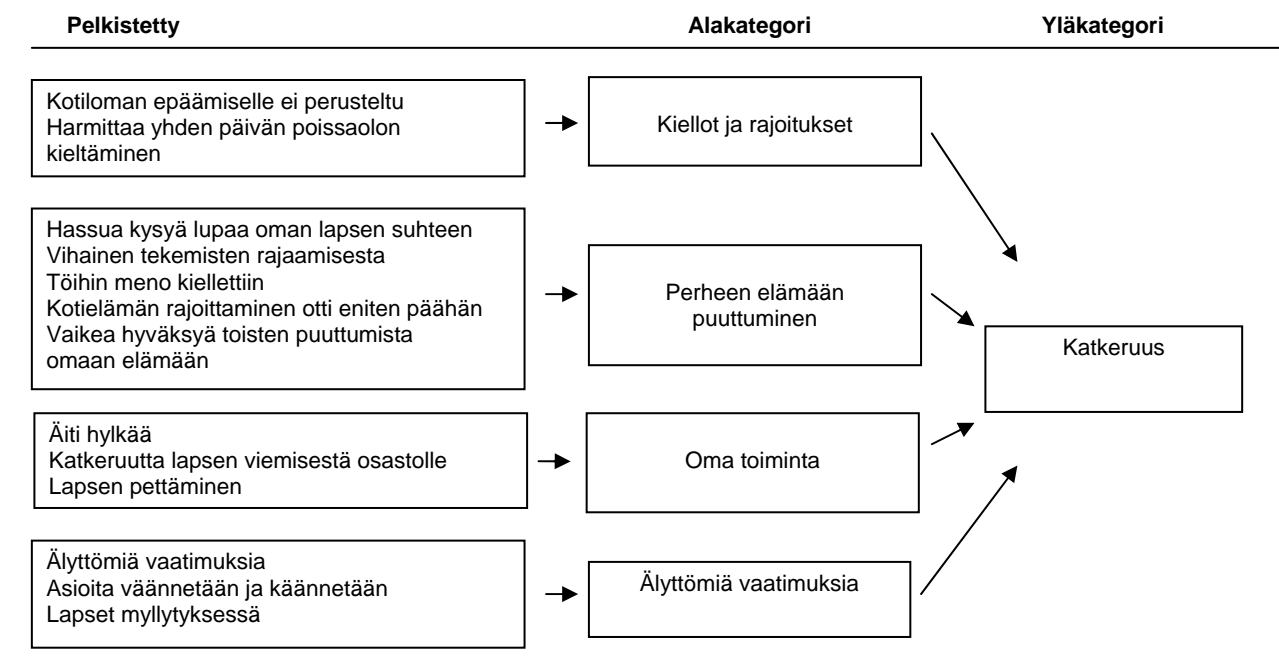 Pelkistetty Alakategori Yläkategori
Kotiloman epäämiselle ei perusteltu
Harmittaa yhden päivän poissaolon
kieltäminen
Kiellot ja rajoitukset
Hassua kysyä lupaa oman lapsen suhteen
Vihainen tekemisten rajaamisesta
Töihin meno kiellettiin
Kotielämän rajoittaminen otti eniten päähän
Vaikea hyväksyä toisten puuttumista
omaan elämään
Perheen elämään
puuttuminen
Katkeruus
Äiti hylkää
Katkeruutta lapsen viemisestä osastolle
Lapsen pettäminen
Oma toiminta
Älyttömiä vaatimuksia
Asioita väännetään ja käännetään
Lapset myllytyksessä
Älyttömiä vaatimuksia